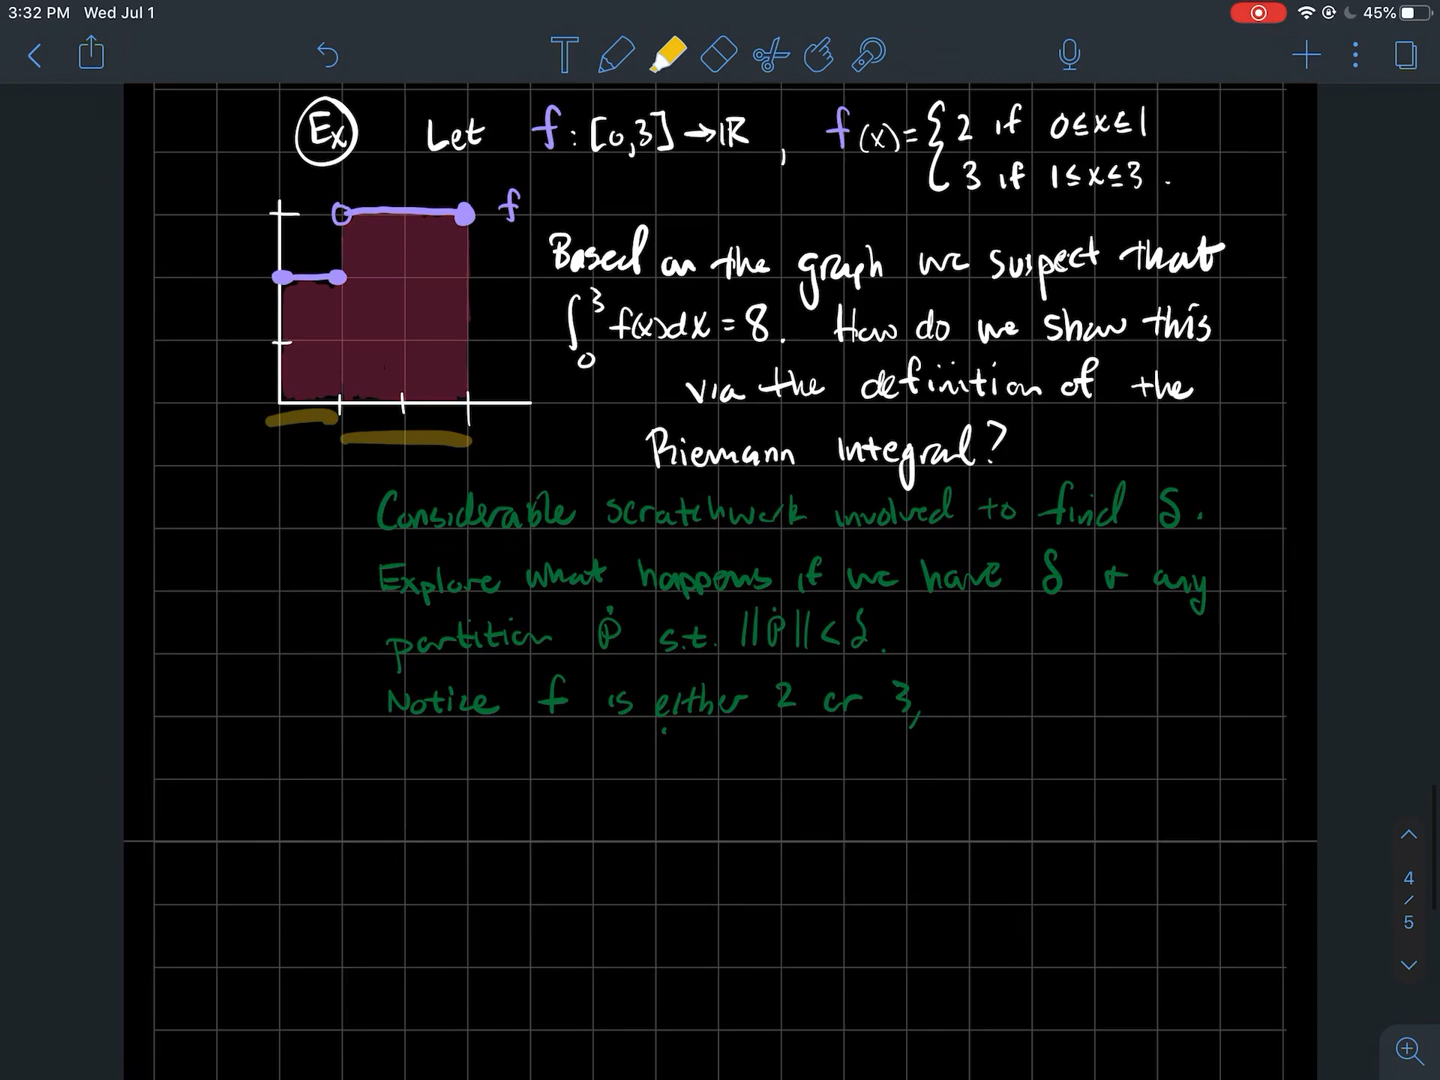 3:32 PM Wed Jul 1
45%
Ex Let f : [0,3] → ℝ , f(x) = { 2 if 0≤x≤1
3 if 1≤x≤3 .
f
Based on the graph we suspect that
∫₀³ f(x)dx = 8. How do we show this
via the definition of the
Riemann Integral?
Considerable scratchwork involved to find δ.
Explore what happens if we have δ + any
partition Ṗ s.t. ||Ṗ|| < δ.
Notice f is either 2 or 3,
4
/
5